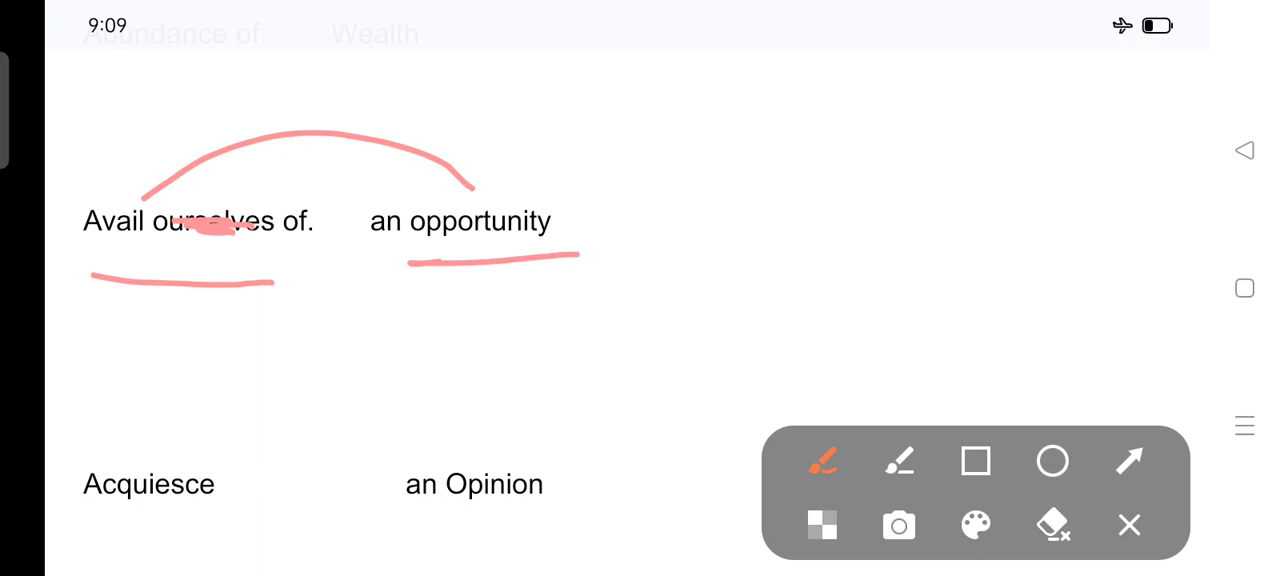 9:09
Abundance of. Wealth
Avail ourselves of. an opportunity
Acquiesce an Opinion